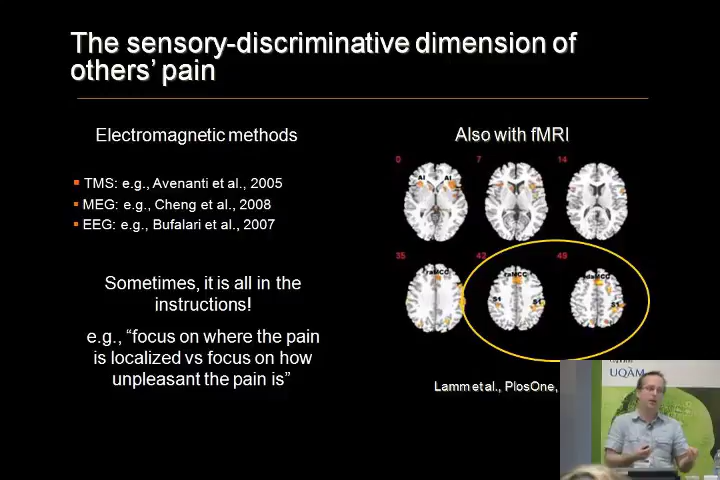 The sensory-discriminative dimension of
others' pain
Electromagnetic methods
TMS: e.g., Avenanti et al., 2005
MEG: e.g., Cheng et al., 2008
EEG: e.g., Bufalari et al., 2007
Sometimes, it is all in the
instructions!
e.g., “focus on where the pain
is localized vs focus on how
unpleasant the pain is”
Also with fMRI
0 7 14
AI AI
35 42 49
raMCC raMCC
S1 S1 S1
Lamm et al., PlosOne,
UQÀM